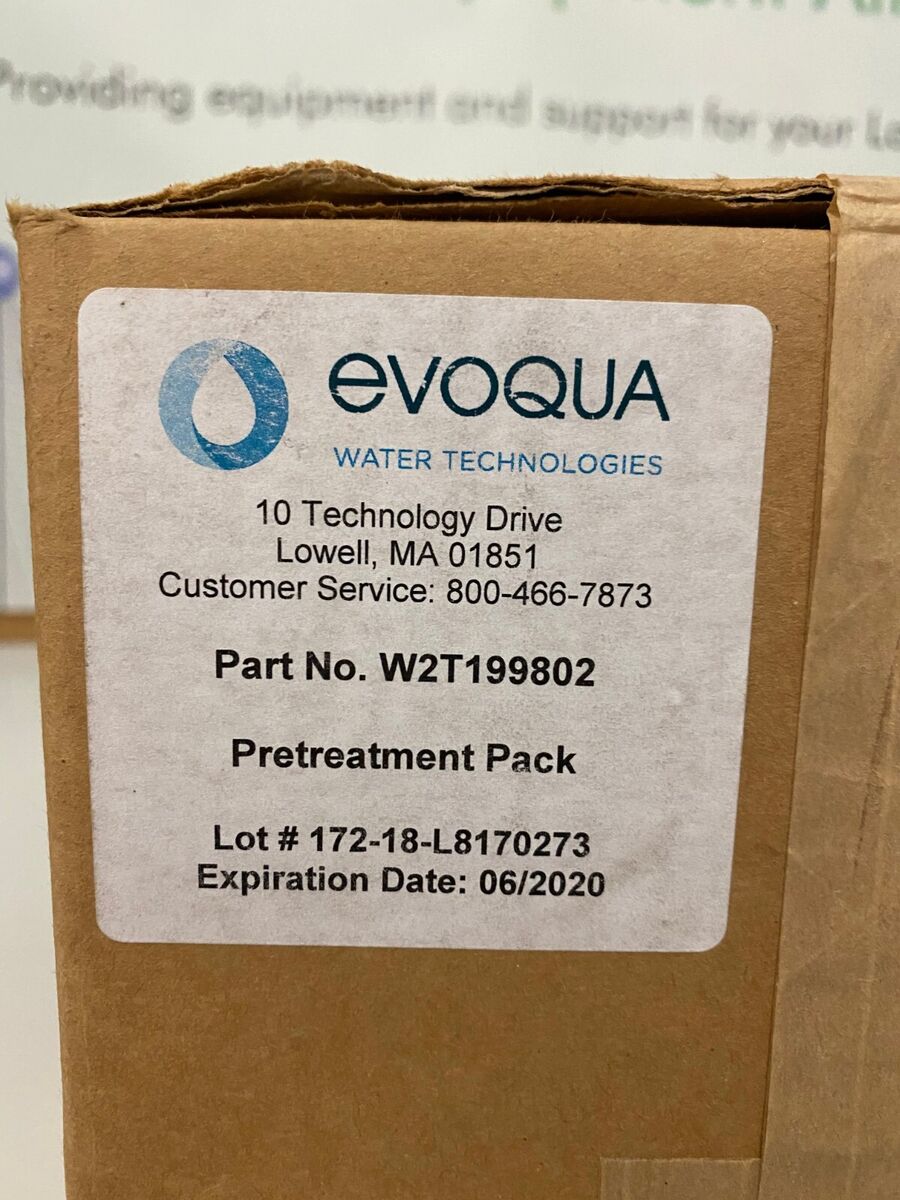 Providing equipment and support for your
evoQUA
WATER TECHNOLOGIES
10 Technology Drive
Lowell, MA 01851
Customer Service: 800-466-7873
Part No. W2T199802
Pretreatment Pack
Lot # 172-18-L8170273
Expiration Date: 06/2020